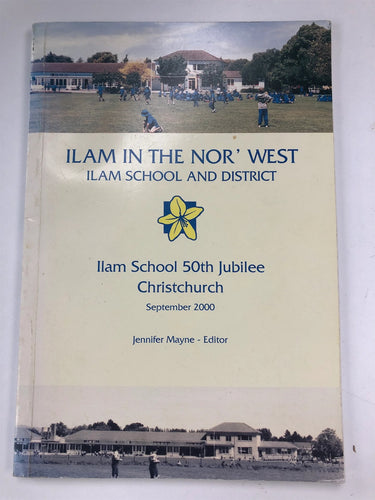 ILAM IN THE NOR' WEST
ILAM SCHOOL AND DISTRICT
Ilam School 50th Jubilee
Christchurch
September 2000
Jennifer Mayne - Editor